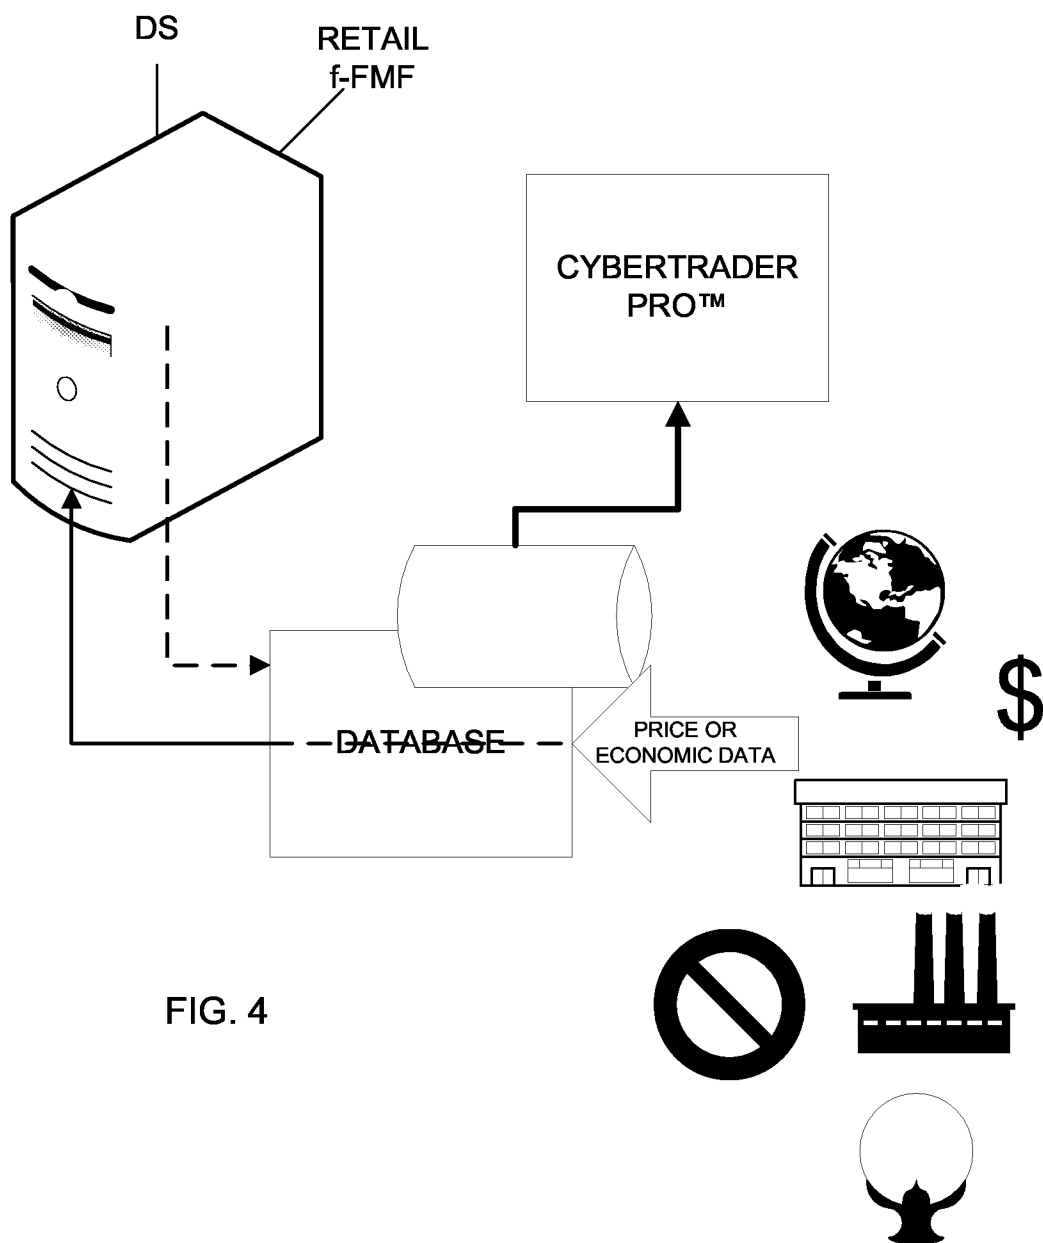 DS
RETAIL
f-FMF
CYBERTRADER
PRO™
$
DATABASE
PRICE OR
ECONOMIC DATA
FIG. 4